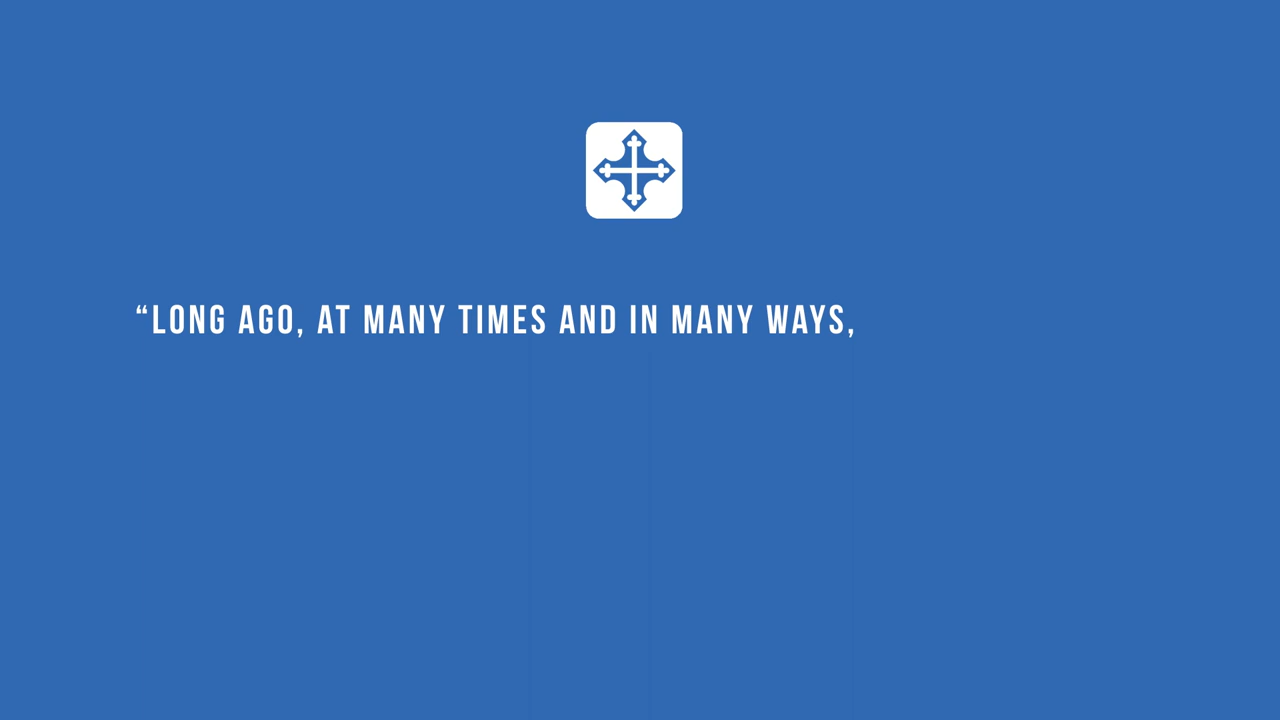 “LONG AGO, AT MANY TIMES AND IN MANY WAYS,